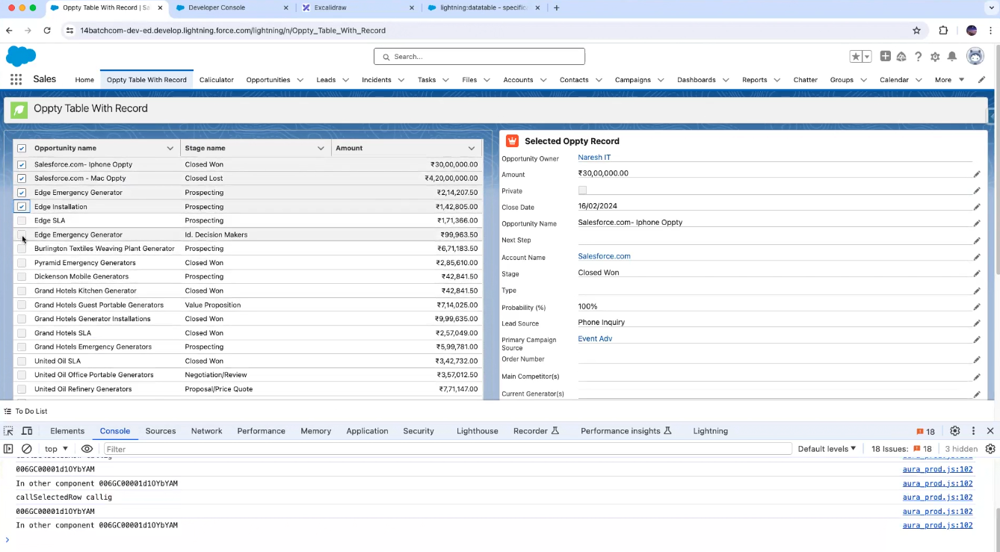 Oppty Table With Record | Sa
Developer Console
Excalidraw
lightning:datatable - specific
14batchcom-dev-ed.develop.lightning.force.com/lightning/n/Oppty_Table_With_Record
Search...
Sales
Home
Oppty Table With Record
Calculator
Opportunities
Leads
Incidents
Tasks
Files
Accounts
Contacts
Campaigns
Dashboards
Reports
Chatter
Groups
Calendar
More
Oppty Table With Record
Opportunity name Stage name Amount
Salesforce.com- Iphone Oppty Closed Won ₹30,00,000.00
Salesforce.com - Mac Oppty Closed Lost ₹4,20,00,000.00
Edge Emergency Generator Prospecting ₹2,14,207.50
Edge Installation Prospecting ₹1,42,805.00
Edge SLA Prospecting ₹1,71,366.00
Edge Emergency Generator Id. Decision Makers ₹99,963.50
Burlington Textiles Weaving Plant Generator Prospecting ₹6,71,183.50
Pyramid Emergency Generators Closed Won ₹2,85,610.00
Dickenson Mobile Generators Prospecting ₹42,841.50
Grand Hotels Kitchen Generator Closed Won ₹42,841.50
Grand Hotels Guest Portable Generators Value Proposition ₹7,14,025.00
Grand Hotels Generator Installations Closed Won ₹9,99,635.00
Grand Hotels SLA Closed Won ₹2,57,049.00
Grand Hotels Emergency Generators Prospecting ₹5,99,781.00
United Oil SLA Closed Won ₹3,42,732.00
United Oil Office Portable Generators Negotiation/Review ₹3,57,012.50
United Oil Refinery Generators Proposal/Price Quote ₹7,71,147.00
Selected Oppty Record
Opportunity Owner Naresh IT
Amount ₹30,00,000.00
Private
Close Date 16/02/2024
Opportunity Name Salesforce.com- Iphone Oppty
Next Step
Account Name Salesforce.com
Stage Closed Won
Type
Probability (%) 100%
Lead Source Phone Inquiry
Primary Campaign Event Adv
Source
Order Number
Main Competitor(s)
Current Generator(s)
To Do List
Elements Console Sources Network Performance Memory Application Security Lighthouse Recorder Performance insights Lightning 18
top Filter Default levels 18 Issues: 18 3 hidden
callSelectedRow callig aura_prod.js:102
006GC00001d1OYbYAM aura_prod.js:102
In other component 006GC00001d1OYbYAM aura_prod.js:102
callSelectedRow callig aura_prod.js:102
006GC00001d1OYbYAM aura_prod.js:102
In other component 006GC00001d1OYbYAM aura_prod.js:102